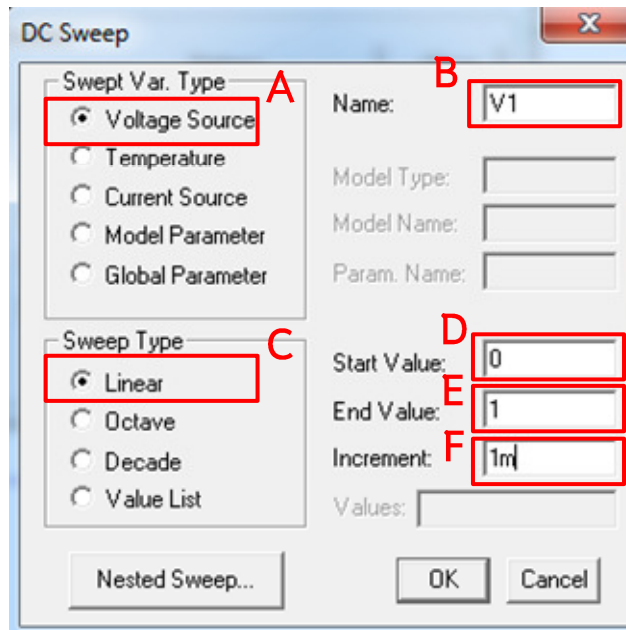 DC Sweep
Swept Var. Type A
Voltage Source
Temperature
Current Source
Model Parameter
Global Parameter
B
Name: V1
Model Type:
Model Name:
Param. Name:
Sweep Type C
Linear
Octave
Decade
Value List
D
Start Value: 0
E
End Value: 1
F
Increment: 1m
Values:
Nested Sweep...
OK
Cancel